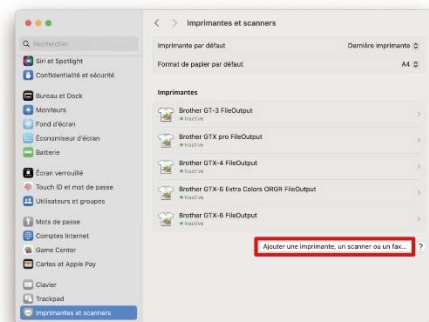 Imprimantes et scanners
Rechercher
Siri et Spotlight
Confidentialité et sécurité
Bureau et Dock
Moniteurs
Fond d'écran
Économiseur d'écran
Batterie
Écran verrouillé
Touch ID et mot de passe
Utilisateurs et groupes
Mots de passe
Comptes Internet
Game Center
Cartes et Apple Pay
Clavier
Trackpad
Imprimantes et scanners
Imprimante par défaut Dernière imprimante
Format de papier par défaut A4
Imprimantes
Brother GT-3 FileOutput
Inactive
Brother GTX pro FileOutput
Inactive
Brother GTX-4 FileOutput
Inactive
Brother GTX-6 Extra Colors ORGR FileOutput
Inactive
Brother GTX-6 FileOutput
Inactive
Ajouter une imprimante, un scanner ou un fax... ?